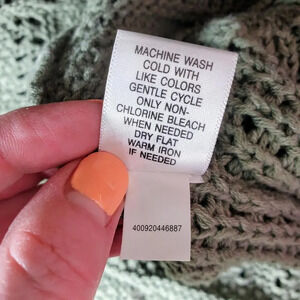 MACHINE WASH
COLD WITH
LIKE COLORS
GENTLE CYCLE
ONLY NON-
CHLORINE BLEACH
WHEN NEEDED
DRY FLAT
WARM IRON
IF NEEDED
400920446887